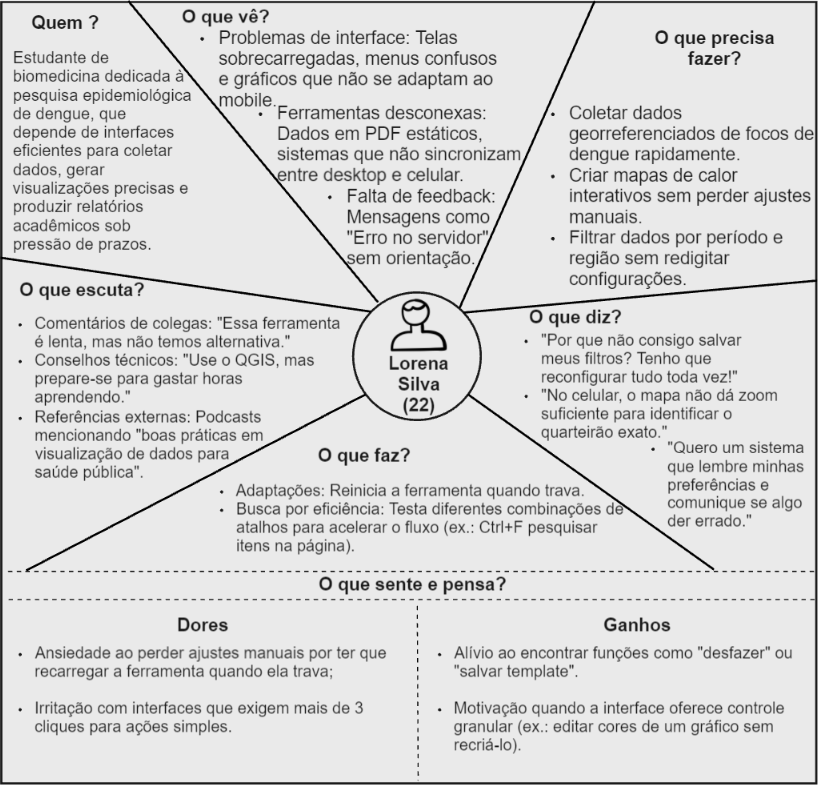 Quem ?
Estudante de
biomedicina dedicada à
pesquisa epidemiológica
de dengue, que
depende de interfaces
eficientes para coletar
dados, gerar
visualizações precisas e
produzir relatórios
acadêmicos sob
pressão de prazos.
O que vê?
• Problemas de interface: Telas
sobrecarregadas, menus confusos
e gráficos que não se adaptam ao
mobile.
• Ferramentas desconexas:
Dados em PDF estáticos,
sistemas que não sincronizam
entre desktop e celular.
• Falta de feedback:
Mensagens como
"Erro no servidor"
sem orientação.
O que precisa
fazer?
• Coletar dados
georreferenciados de focos de
dengue rapidamente.
• Criar mapas de calor
interativos sem perder ajustes
manuais.
• Filtrar dados por período e
região sem redigitar
configurações.
O que escuta?
• Comentários de colegas: "Essa ferramenta
é lenta, mas não temos alternativa."
• Conselhos técnicos: "Use o QGIS, mas
prepare-se para gastar horas
aprendendo."
• Referências externas: Podcasts
mencionando "boas práticas em
visualização de dados para
saúde pública".
Lorena
Silva
(22)
O que diz?
• "Por que não consigo salvar
meus filtros? Tenho que
reconfigurar tudo toda vez!"
• "No celular, o mapa não dá zoom
suficiente para identificar o
quarteirão exato."
• "Quero um sistema
que lembre minhas
preferências e
comunique se algo
der errado."
O que faz?
• Adaptações: Reinicia a ferramenta quando trava.
• Busca por eficiência: Testa diferentes combinações de
atalhos para acelerar o fluxo (ex.: Ctrl+F pesquisar
itens na página).
O que sente e pensa?
Dores
• Ansiedade ao perder ajustes manuais por ter que
recarregar a ferramenta quando ela trava;
• Irritação com interfaces que exigem mais de 3
cliques para ações simples.
Ganhos
• Alívio ao encontrar funções como "desfazer" ou
"salvar template".
• Motivação quando a interface oferece controle
granular (ex.: editar cores de um gráfico sem
recriá-lo).